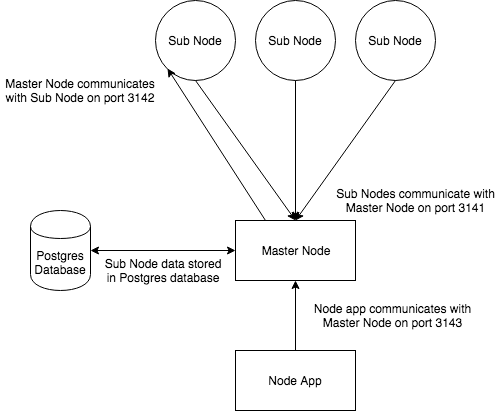 Sub Node
Sub Node
Sub Node
Master Node communicates
with Sub Node on port 3142
Sub Nodes communicate with
Master Node on port 3141
Postgres
Database
Sub Node data stored
in Postgres database
Master Node
Node app communicates with
Master Node on port 3143
Node App